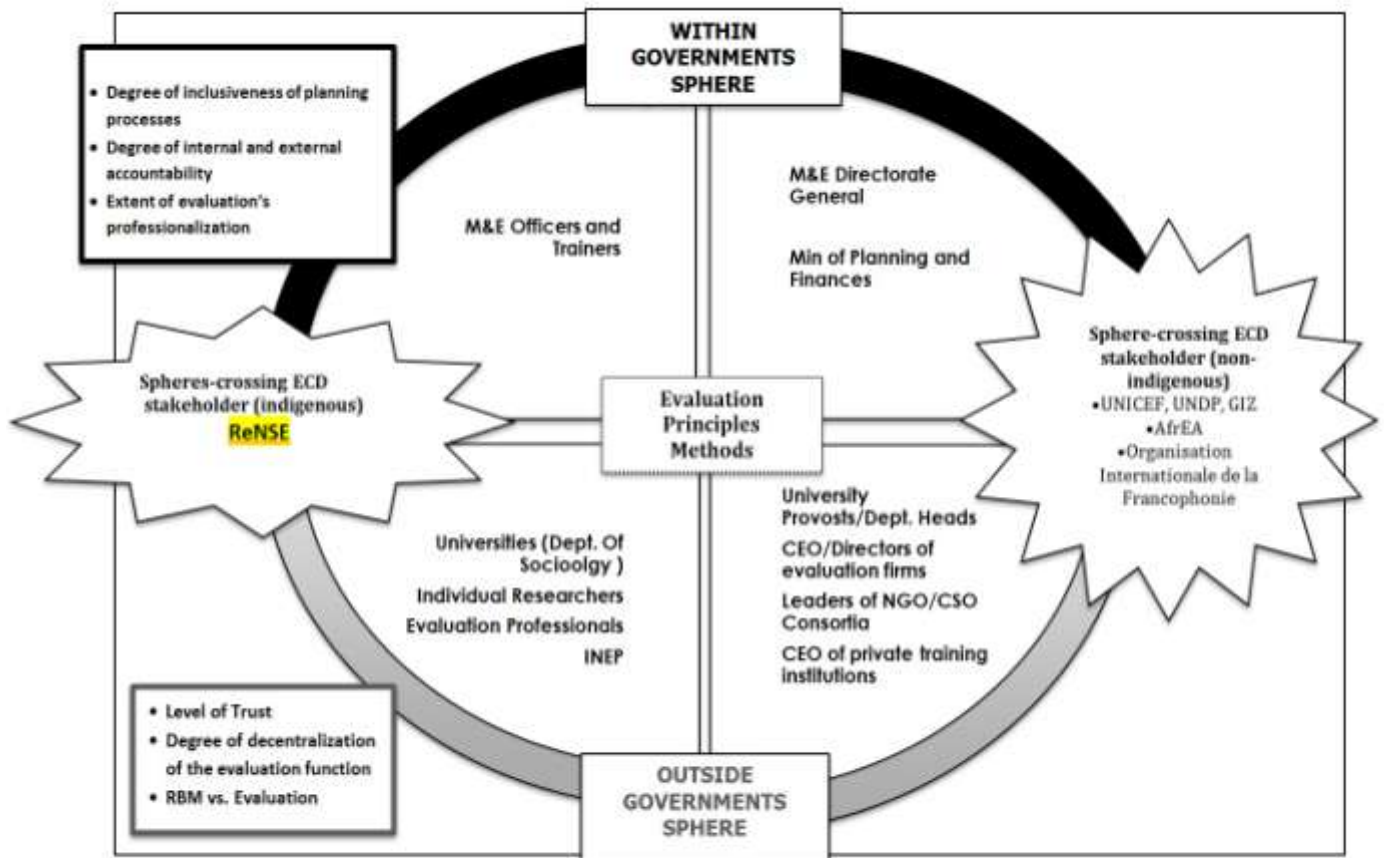 WITHIN
GOVERNMENTS
SPHERE
• Degree of inclusiveness of planning
processes
• Degree of internal and external
accountability
• Extent of evaluation's
professionalization
M&E Officers and
Trainers
M&E Directorate
General
Min of Planning and
Finances
Spheres-crossing ECD
stakeholder (indigenous)
ReNSE
Evaluation
Principles
Methods
Sphere-crossing ECD
stakeholder (non-
indigenous)
•UNICEF, UNDP, GIZ
•AfrEA
•Organisation
Internationale de la
Francophonie
Universities (Dept. Of
Socioolgy )
Individual Researchers
Evaluation Professionals
INEP
University
Provosts/Dept. Heads
CEO/Directors of
evaluation firms
Leaders of NGO/CSO
Consortia
CEO of private training
institutions
• Level of Trust
• Degree of decentralization
of the evaluation function
• RBM vs. Evaluation
OUTSIDE
GOVERNMENTS
SPHERE